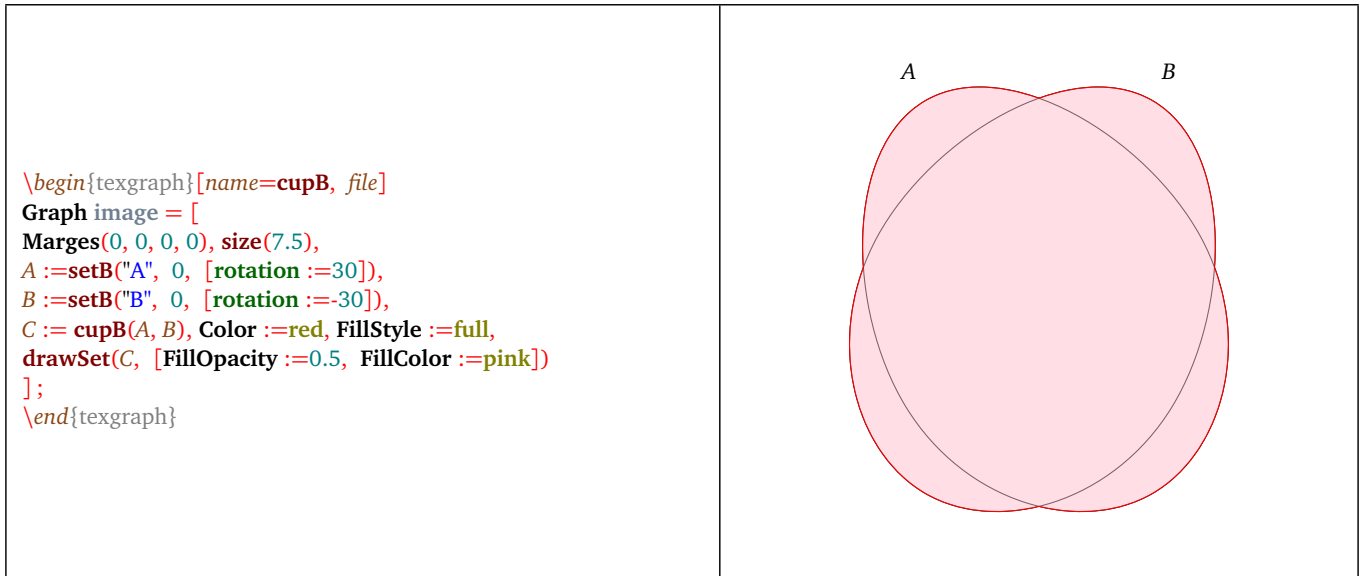 \begin{texgraph}[name=cupB, file]
Graph image = [
Marges(0, 0, 0, 0), size(7.5),
A :=setB("A", 0, [rotation :=30]),
B :=setB("B", 0, [rotation :=-30]),
C := cupB(A, B), Color :=red, FillStyle :=full,
drawSet(C, [FillOpacity :=0.5, FillColor :=pink])
] ;
\end{texgraph}
A
B